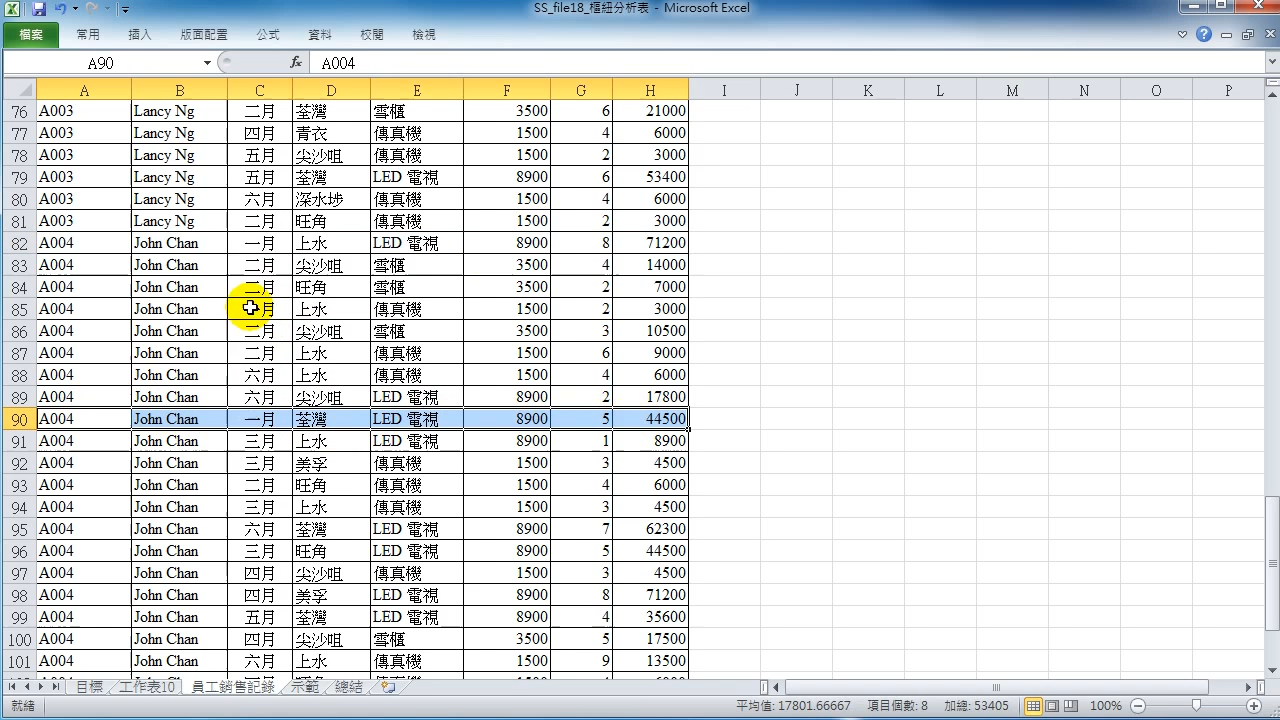 SS_file18_樞紐分析表 - Microsoft Excel
檔案 常用 插入 版面配置 公式 資料 校閱 檢視
A90 fx A004
A B C D E F G H I J K L M N O P
76 A003 Lancy Ng 二月 荃灣 雪櫃 3500 6 21000
77 A003 Lancy Ng 四月 青衣 傳真機 1500 4 6000
78 A003 Lancy Ng 五月 尖沙咀 傳真機 1500 2 3000
79 A003 Lancy Ng 五月 荃灣 LED 電視 8900 6 53400
80 A003 Lancy Ng 六月 深水埗 傳真機 1500 4 6000
81 A003 Lancy Ng 二月 旺角 傳真機 1500 2 3000
82 A004 John Chan 一月 上水 LED 電視 8900 8 71200
83 A004 John Chan 二月 尖沙咀 雪櫃 3500 4 14000
84 A004 John Chan 旺角 雪櫃 3500 2 7000
85 A004 John Chan 月 上水 傳真機 1500 2 3000
86 A004 John Chan 尖沙咀 雪櫃 3500 3 10500
87 A004 John Chan 二月 上水 傳真機 1500 6 9000
88 A004 John Chan 六月 上水 傳真機 1500 4 6000
89 A004 John Chan 六月 尖沙咀 LED 電視 8900 2 17800
90 A004 John Chan 一月 荃灣 LED 電視 8900 5 44500
91 A004 John Chan 三月 上水 LED 電視 8900 1 8900
92 A004 John Chan 三月 美孚 傳真機 1500 3 4500
93 A004 John Chan 二月 旺角 傳真機 1500 4 6000
94 A004 John Chan 三月 上水 傳真機 1500 3 4500
95 A004 John Chan 六月 荃灣 LED 電視 8900 7 62300
96 A004 John Chan 三月 旺角 LED 電視 8900 5 44500
97 A004 John Chan 四月 尖沙咀 傳真機 1500 3 4500
98 A004 John Chan 四月 美孚 LED 電視 8900 8 71200
99 A004 John Chan 五月 荃灣 LED 電視 8900 4 35600
100 A004 John Chan 四月 尖沙咀 雪櫃 3500 5 17500
101 A004 John Chan 六月 上水 傳真機 1500 9 13500
目標 工作表10 員工銷售記錄 示範 總結
就緒 平均值: 17801.66667 項目個數: 8 加總: 53405 100%